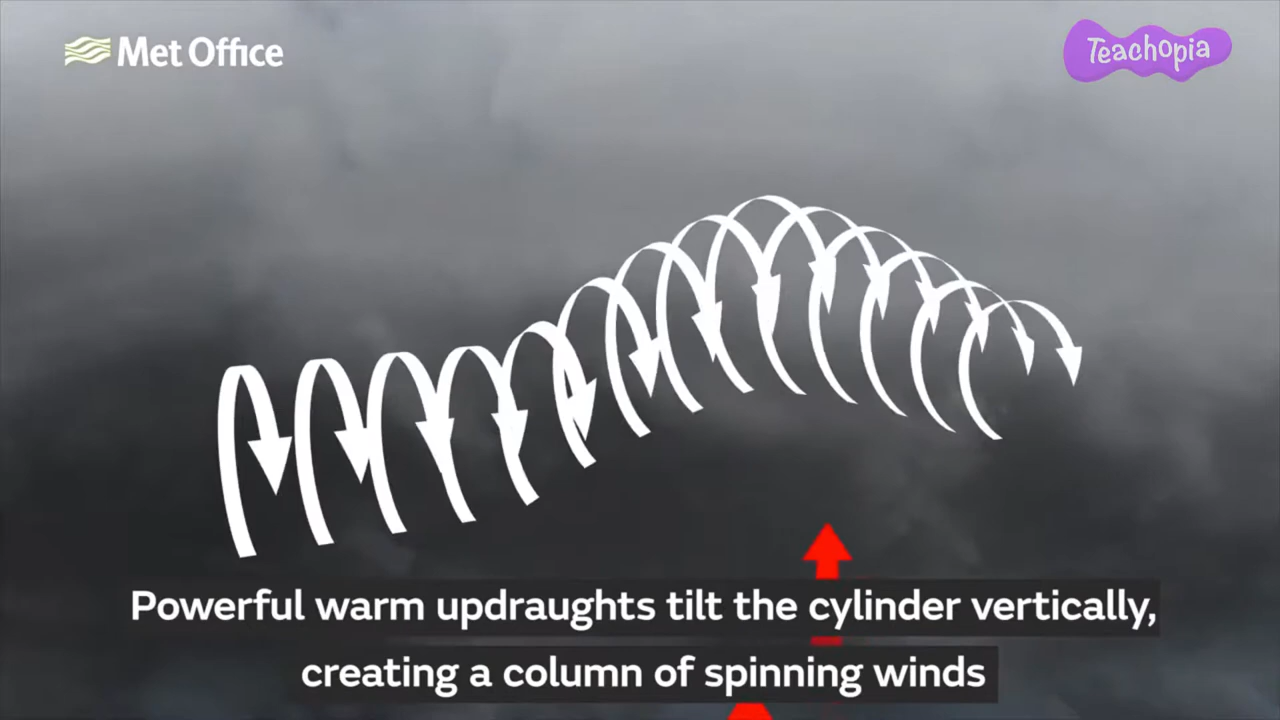 Met Office
Teachopia
Powerful warm updraughts tilt the cylinder vertically,
creating a column of spinning winds